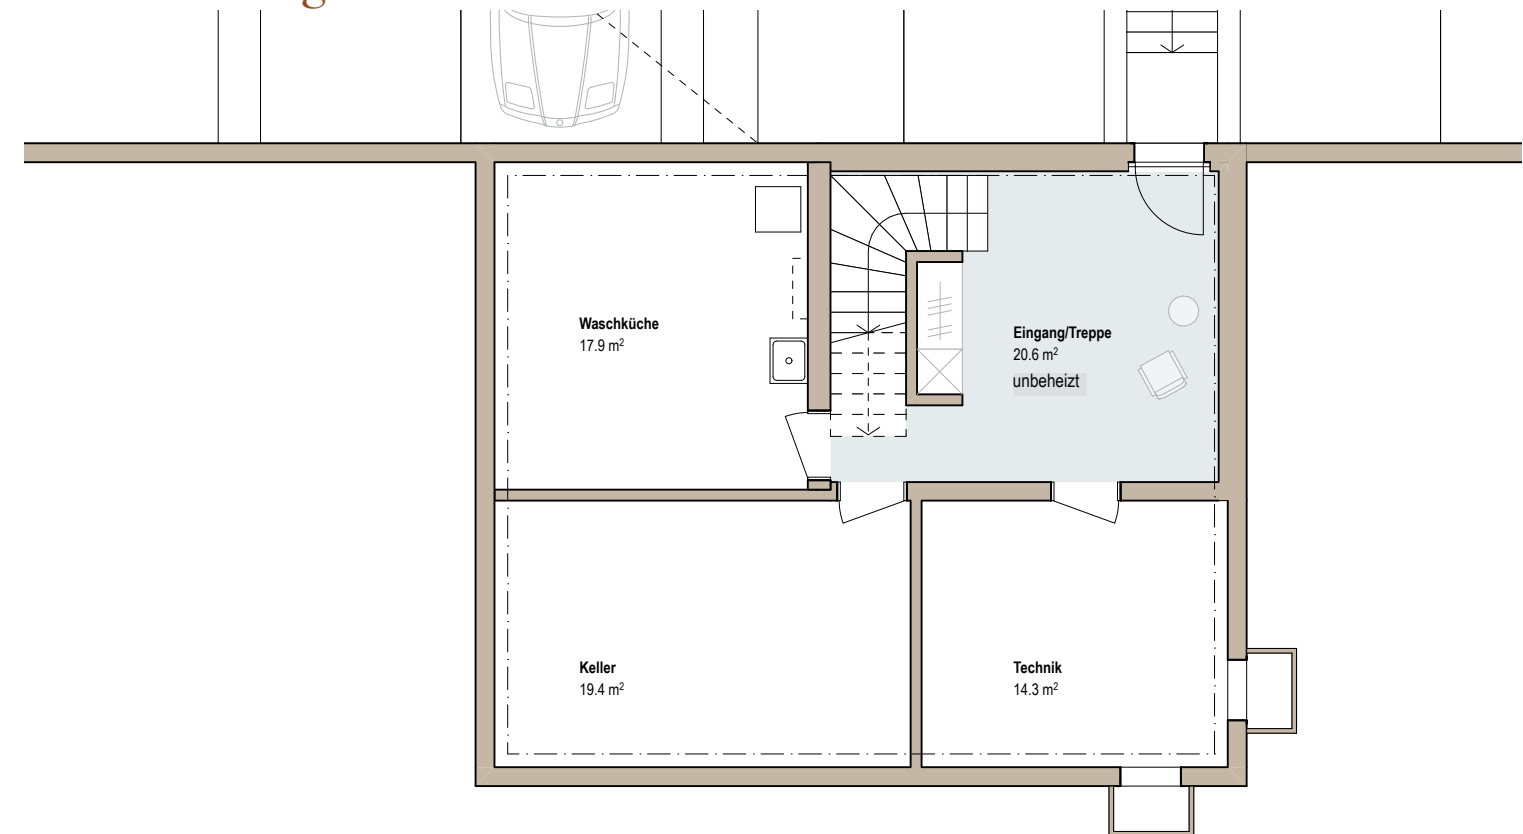 g
Waschküche
17.9 m²
Eingang/Treppe
20.6 m²
unbeheizt
Keller
19.4 m²
Technik
14.3 m²